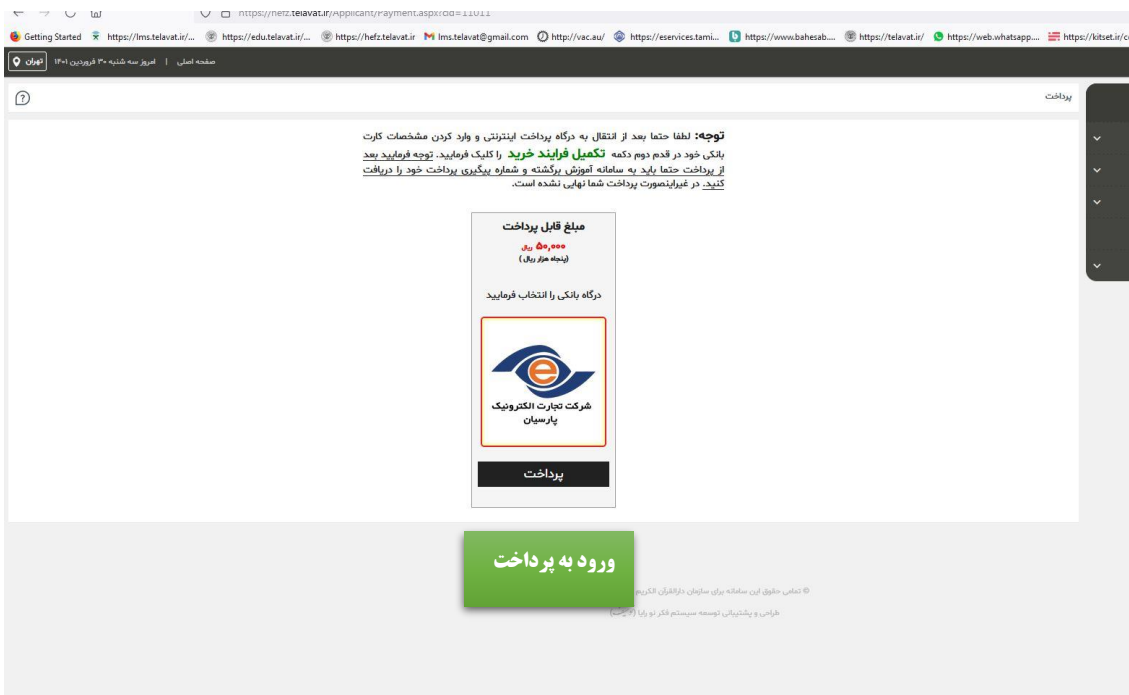 https://hefz.telavat.ir/Applicant/Payment.aspx?cid=11011
Getting Started https://lms.telavat.ir/... https://edu.telavat.ir/... https://hefz.telavat.ir lms.telavat@gmail.com http://vac.au/ https://eservices.tami... https://www.bahesab.... https://telavat.ir/ https://web.whatsapp.... https://kitset.ir/c
صفحه اصلی | امروز سه شنبه ۳۰ فروردین ۱۴۰۱ تهران
پرداخت
توجه: لطفا حتما بعد از انتقال به درگاه پرداخت اینترنتی و وارد کردن مشخصات کارت
بانکی خود در قدم دوم دکمه تکمیل فرایند خرید را کلیک فرمایید. توجه فرمایید بعد
از پرداخت حتما باید به سامانه آموزش برگشته و شماره پیگیری پرداخت خود را دریافت
کنید. در غیراینصورت پرداخت شما نهایی نشده است.
مبلغ قابل پرداخت
۵۰,۰۰۰ ریال
(پنجاه هزار ریال )
درگاه بانکی را انتخاب فرمایید
شرکت تجارت الکترونیک
پارسیان
پرداخت
ورود به پرداخت
© تمامی حقوق این سامانه برای سازمان دارالقرآن الکریم
طراحی و پشتیبانی توسعه سیستم فکر نو رایا